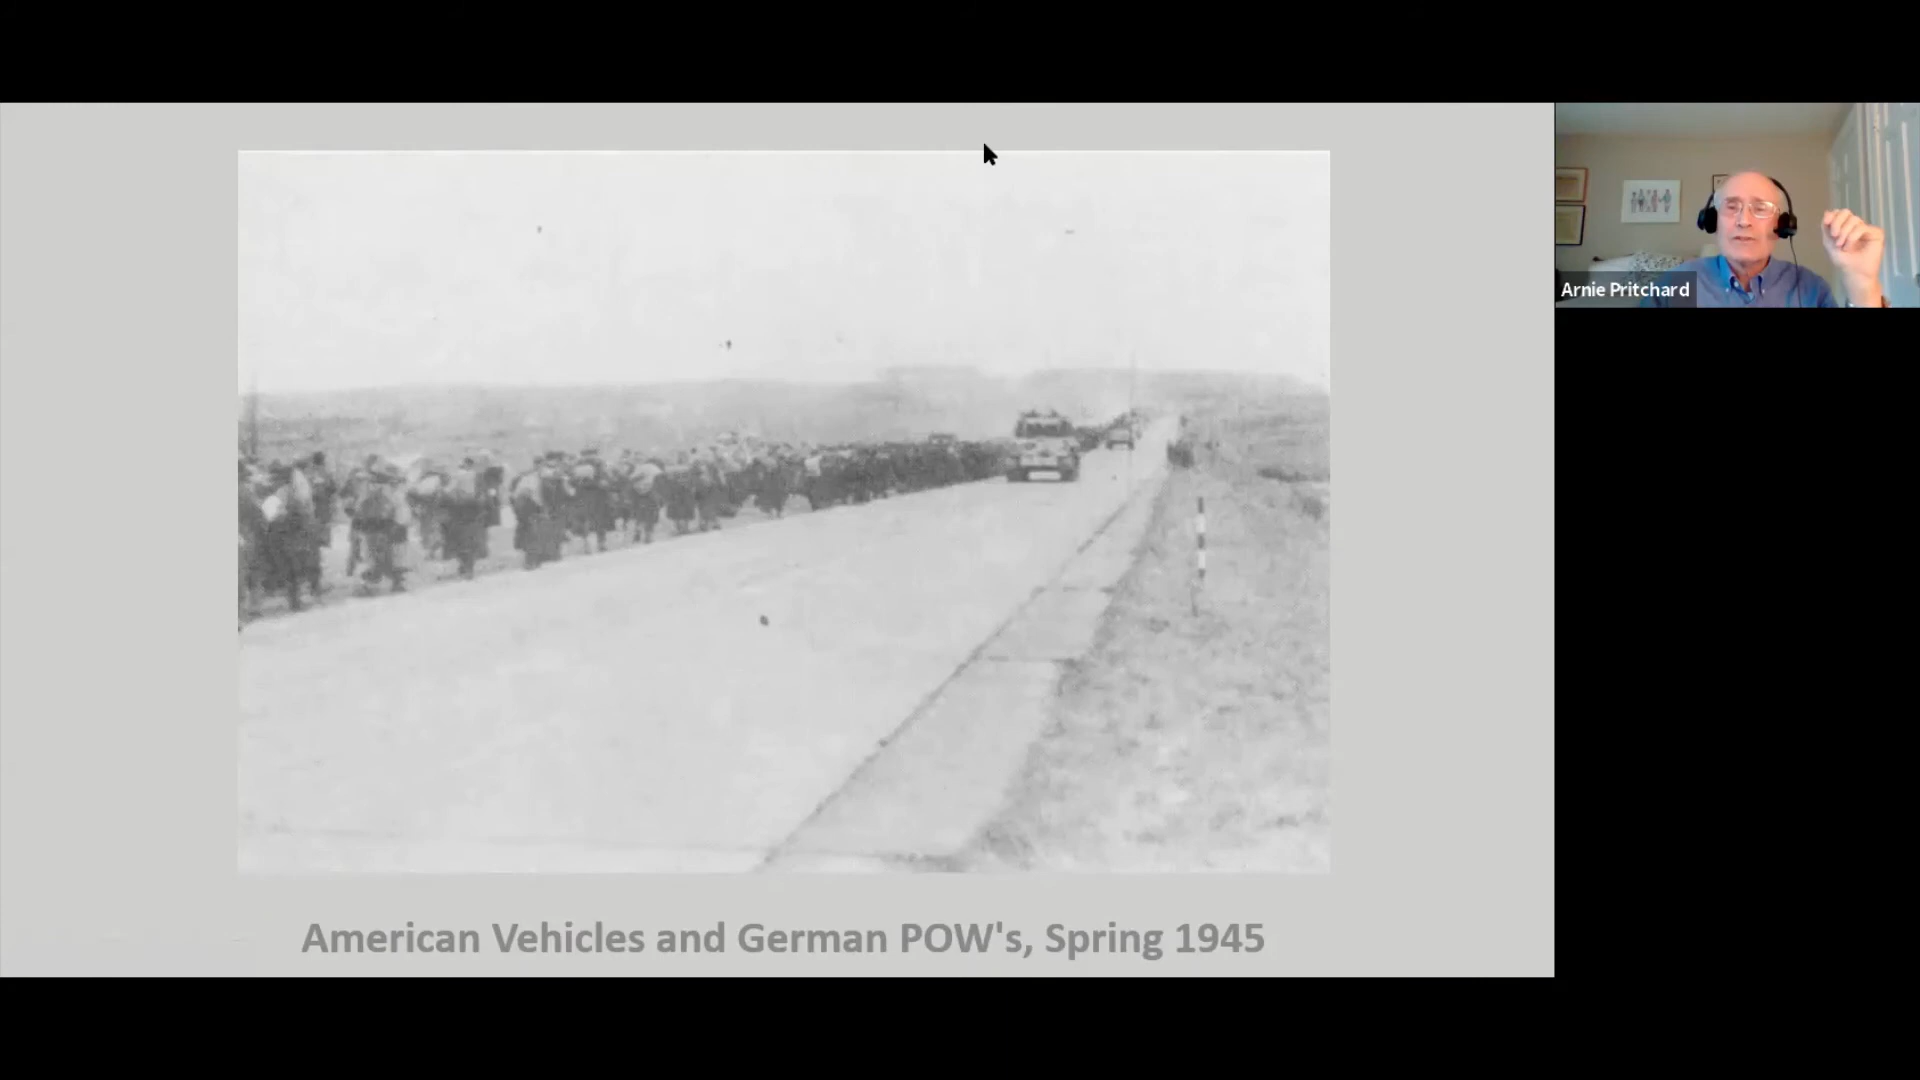 Arnie Pritchard
American Vehicles and German POW's, Spring 1945